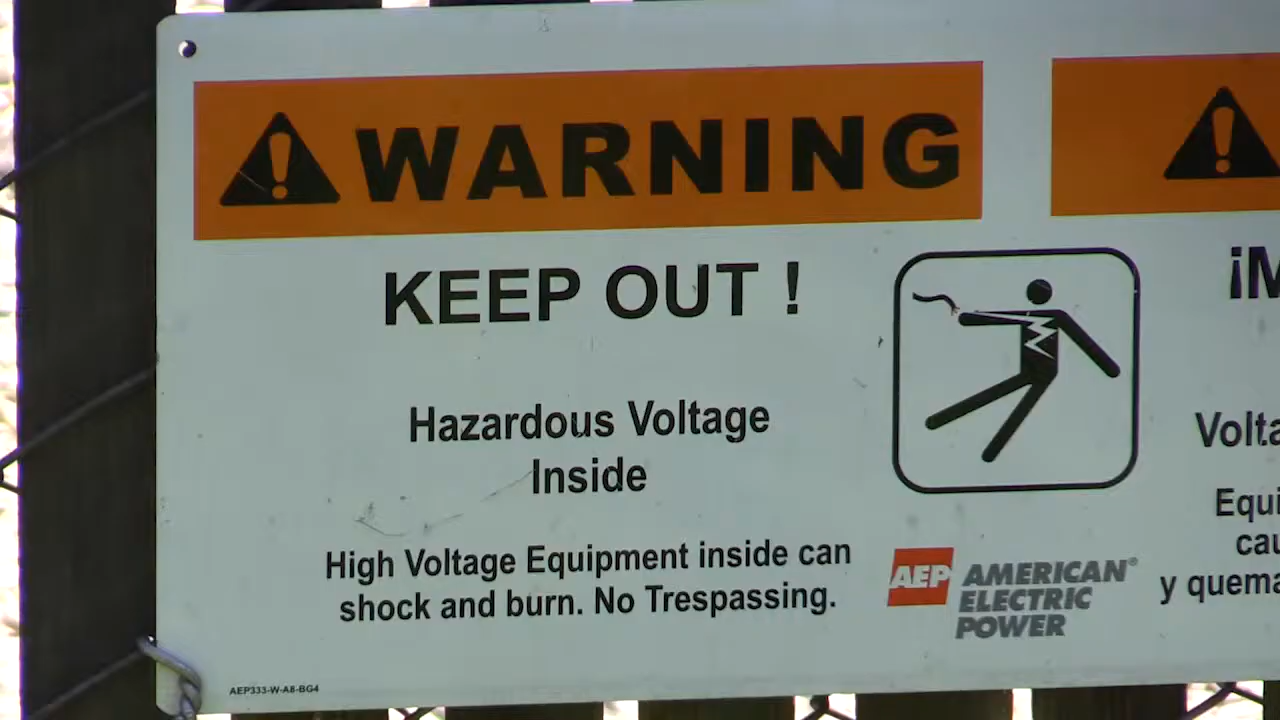 WARNING
KEEP OUT !
Hazardous Voltage
Inside
High Voltage Equipment inside can
shock and burn. No Trespassing.
AEP333-W-A8-BG4
AEP
AMERICAN®
ELECTRIC
POWER
¡M
Volta
Equi
cau
y quema